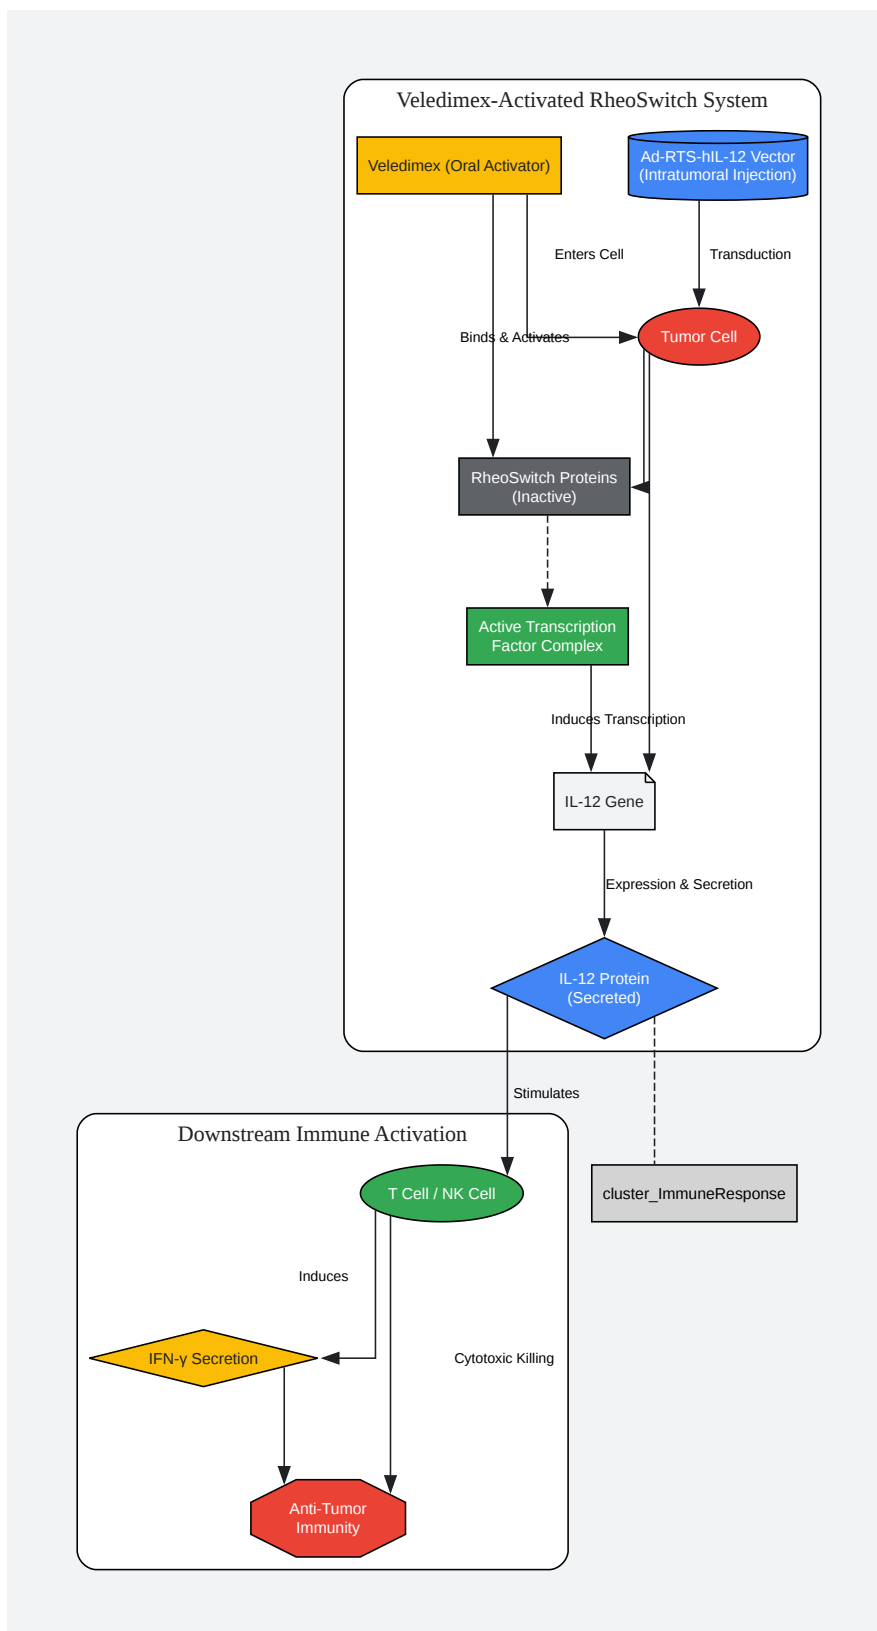 Veledimex-Activated RheoSwitch System
Veledimex (Oral Activator)
Ad-RTS-hIL-12 Vector
(Intratumoral Injection)
Enters Cell
Transduction
Binds & Activates
Tumor Cell
RheoSwitch Proteins
(Inactive)
Active Transcription
Factor Complex
Induces Transcription
IL-12 Gene
Expression & Secretion
IL-12 Protein
(Secreted)
Stimulates
Downstream Immune Activation
T Cell / NK Cell
cluster_ImmuneResponse
Induces
IFN-γ Secretion
Cytotoxic Killing
Anti-Tumor
Immunity